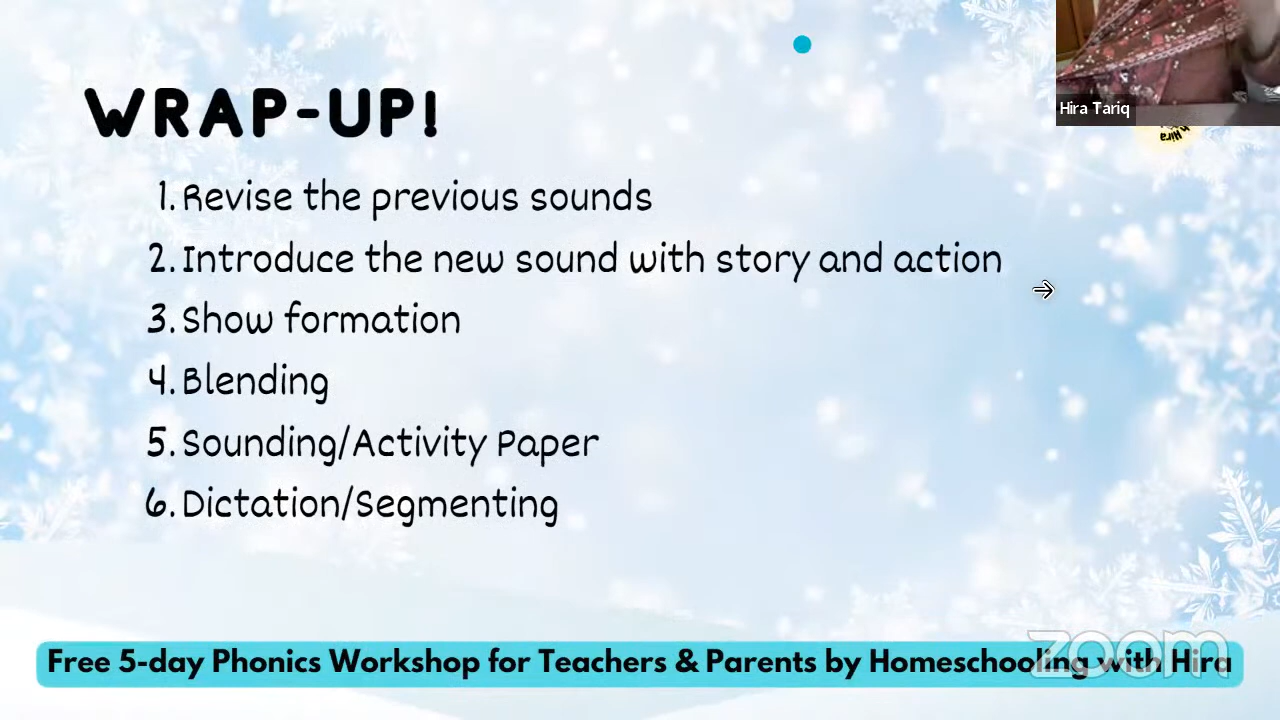 Hira Tariq
WRAP-UP!
1. Revise the previous sounds
2. Introduce the new sound with story and action
3. Show formation
4. Blending
5. Sounding/Activity Paper
6. Dictation/Segmenting
zoom
Free 5-day Phonics Workshop for Teachers & Parents by Homeschooling with Hira